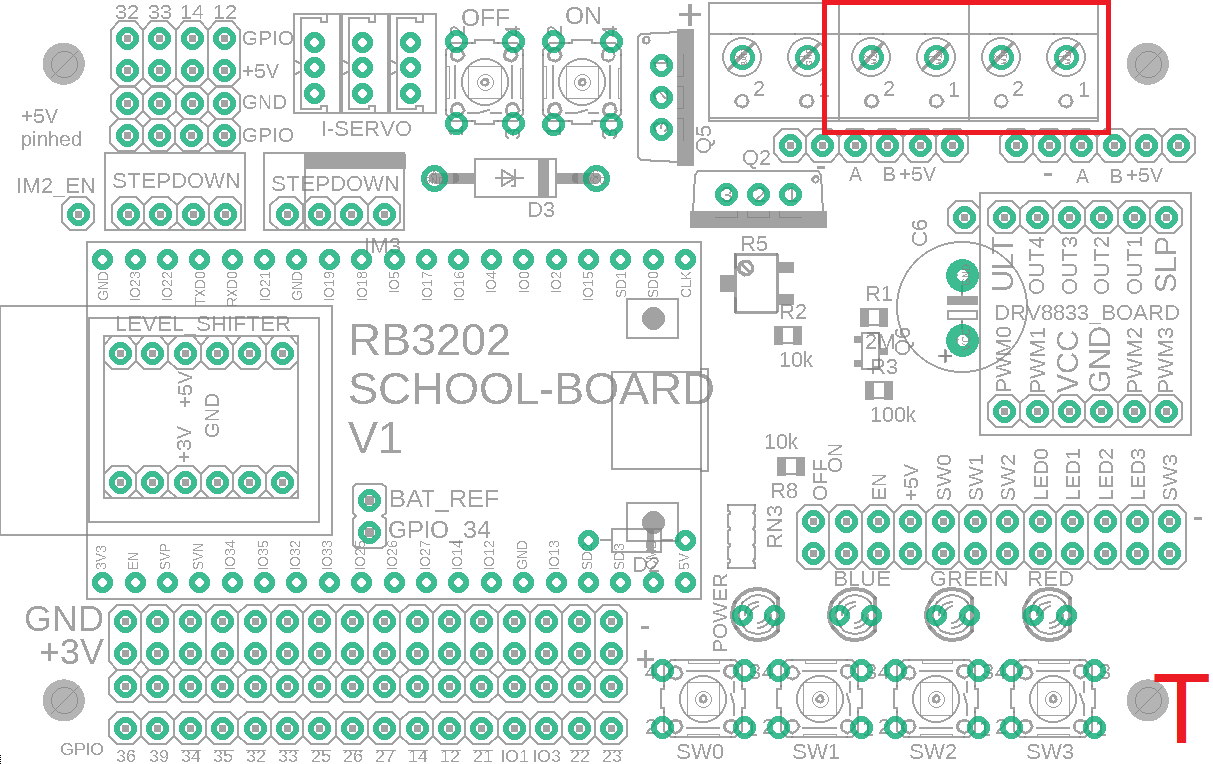 32 33 14 12
GPIO
+5V
GND
GPIO
+5V
pinhed
I-SERVO
OFF
ON
+
2
1
2
1
2
1
Q5
Q2
-
A B +5V
-
A B +5V
IM2_EN
STEPDOWN
STEPDOWN
IM3
D3
R5
C6
ULT OUT4 OUT3 OUT2 OUT1 SLP
DRV8833_BOARD
PWM0 PWM1 VCC GND PWM2 PWM3
GND IO23 IO22 TXD0 RXD0 IO21 GND IO19 IO18 IO5 IO17 IO16 IO4 IO0 IO2 IO15 SD1 SD0 CLK
R1
R2
10k
2M
Q6
+
R3
100k
LEVEL_SHIFTER
+5V
GND
+3V
RB3202
SCHOOL-BOARD
V1
10k
R8
OFF
ON
EN +5V SW0 SW1 SW2 LED0 LED1 LED2 LED3 SW3
-
BAT_REF
GPIO_34
RN3
3V3 EN SVP SVN IO34 IO35 IO32 IO33 IO25 IO26 IO27 IO14 IO12 GND IO13 SD3 5V
BLUE GREEN RED
POWER
GND
+3V
-
+
GPIO
36 39 34 35 32 33 25 26 27 14 12 21 IO1 IO3 22 23
SW0 SW1 SW2 SW3
T